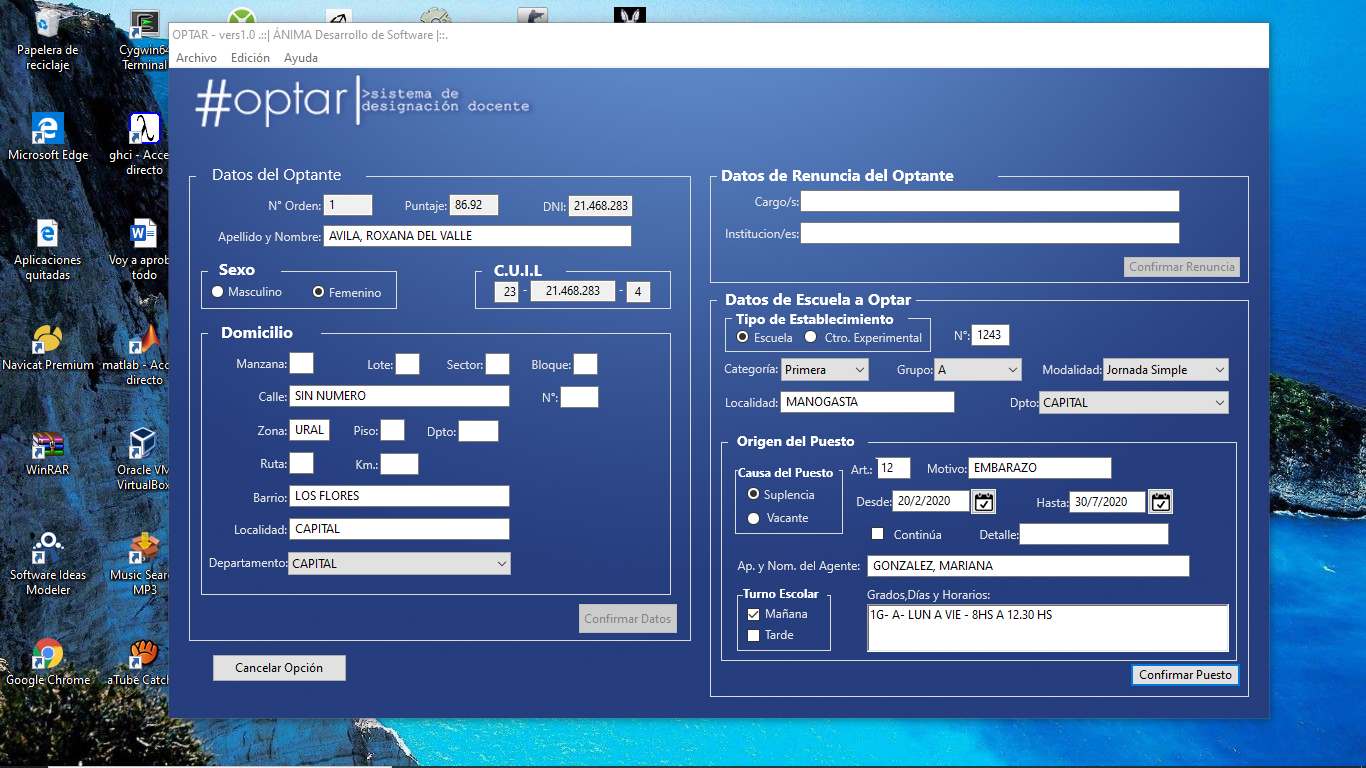 OPTAR - vers1.0 .::| ÁNIMA Desarrollo de Software |::.
Archivo Edición Ayuda
#optar
>sistema de
designación docente
Datos del Optante
N° Orden: 1 Puntaje: 86.92 DNI: 21.468.283
Apellido y Nombre: AVILA, ROXANA DEL VALLE
Sexo
Masculino Femenino
C.U.I.L
23 - 21.468.283 - 4
Domicilio
Manzana: Lote: Sector: Bloque:
Calle: SIN NUMERO N°:
Zona: URAL Piso: Dpto:
Ruta: Km.:
Barrio: LOS FLORES
Localidad: CAPITAL
Departamento: CAPITAL
Confirmar Datos
Cancelar Opción
Datos de Renuncia del Optante
Cargo/s:
Institucion/es:
Confirmar Renuncia
Datos de Escuela a Optar
Tipo de Establecimiento
Escuela Ctro. Experimental N°: 1243
Categoría: Primera Grupo: A Modalidad: Jornada Simple
Localidad: MANOGASTA Dpto: CAPITAL
Origen del Puesto
Causa del Puesto
Suplencia
Vacante
Art.: 12 Motivo: EMBARAZO
Desde: 20/2/2020 Hasta: 30/7/2020
Continúa Detalle:
Ap. y Nom. del Agente: GONZALEZ, MARIANA
Turno Escolar
Mañana
Tarde
Grados,Días y Horarios:
1G- A- LUN A VIE - 8HS A 12.30 HS
Confirmar Puesto
Papelera de
reciclaje
Cygwin64
Terminal
Microsoft Edge
ghci - Acce
directo
Aplicaciones
quitadas
Voy a aprob
todo
Navicat Premium
matlab - Acc
directo
WinRAR
Oracle VM
VirtualBox
Software Ideas
Modeler
Music Sear
MP3
Google Chrome
aTube Catch